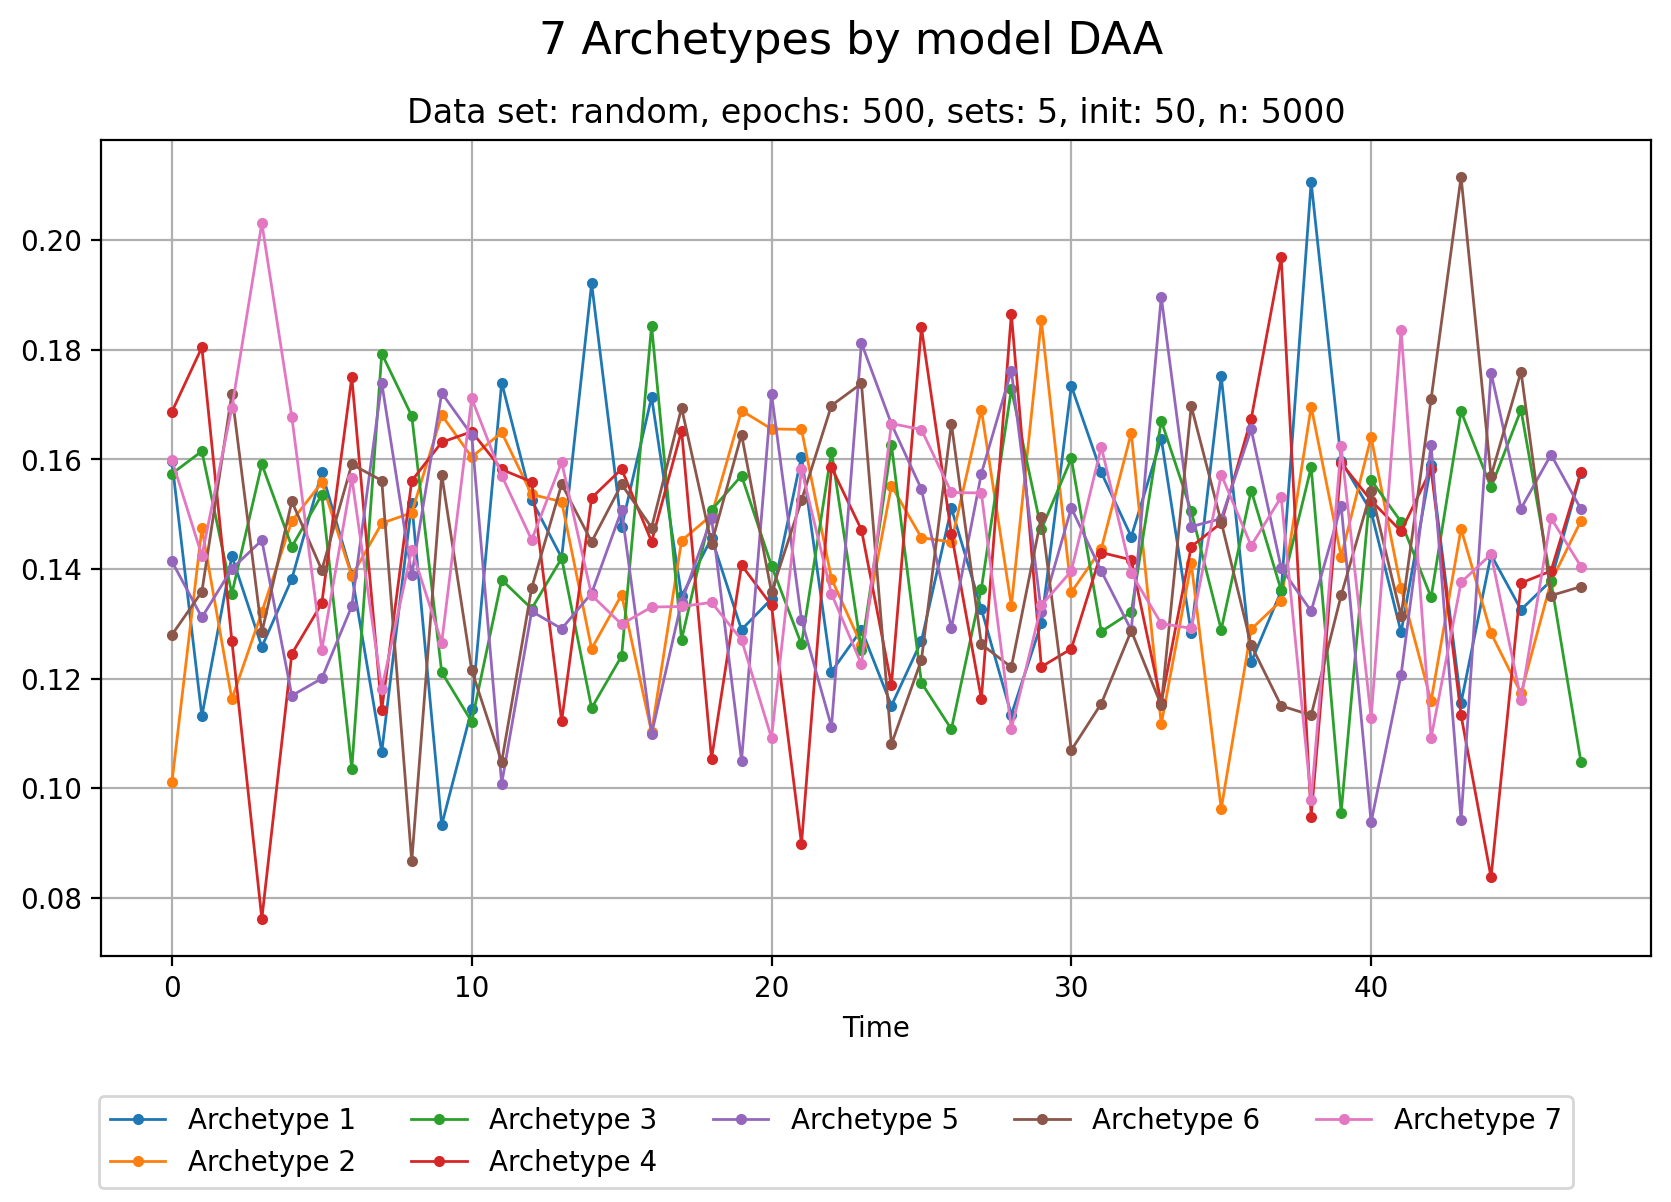 7 Archetypes by model DAA
Data set: random, epochs: 500, sets: 5, init: 50, n: 5000
0.20
0.18
0.16
0.14
0.12
0.10
0.08
0 10 20 30 40
Time
Archetype 1 Archetype 3 Archetype 5 Archetype 6 Archetype 7
Archetype 2 Archetype 4